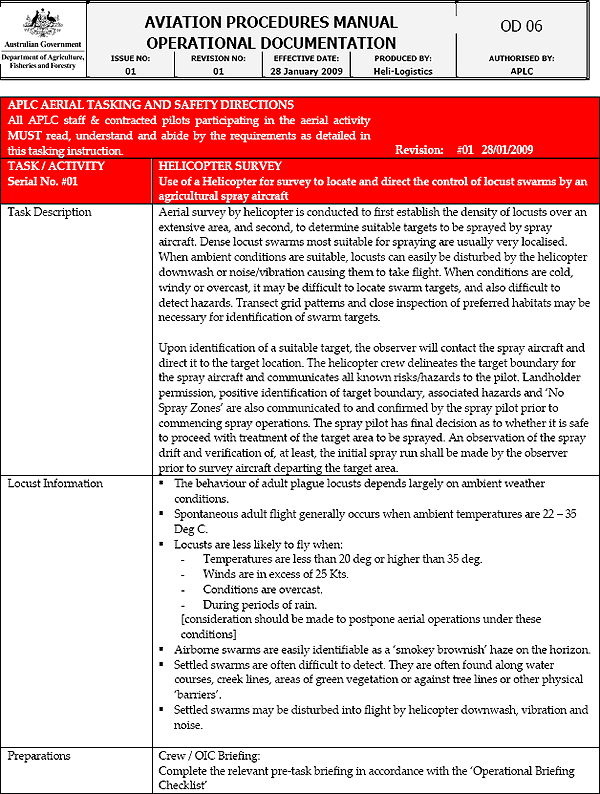 Australian Government
Department of Agriculture,
Fisheries and Forestry
AVIATION PROCEDURES MANUAL
OPERATIONAL DOCUMENTATION
OD 06
ISSUE NO:
01
REVISION NO:
01
EFFECTIVE DATE:
28 January 2009
PRODUCED BY:
Heli-Logistics
AUTHORISED BY:
APLC
APLC AERIAL TASKING AND SAFETY DIRECTIONS
All APLC staff & contracted pilots participating in the aerial activity
MUST read, understand and abide by the requirements as detailed in
this tasking instruction.
Revision: #01 28/01/2009
TASK / ACTIVITY
Serial No. #01
HELICOPTER SURVEY
Use of a Helicopter for survey to locate and direct the control of locust swarms by an
agricultural spray aircraft
Task Description
Aerial survey by helicopter is conducted to first establish the density of locusts over an
extensive area, and second, to determine suitable targets to be sprayed by spray
aircraft. Dense locust swarms most suitable for spraying are usually very localised.
When ambient conditions are suitable, locusts can easily be disturbed by the helicopter
downwash or noise/vibration causing them to take flight. When conditions are cold,
windy or overcast, it may be difficult to locate swarm targets, and also difficult to
detect hazards. Transect grid patterns and close inspection of preferred habitats may be
necessary for identification of swarm targets.
Upon identification of a suitable target, the observer will contact the spray aircraft and
direct it to the target location. The helicopter crew delineates the target boundary for
the spray aircraft and communicates all known risks/hazards to the pilot. Landholder
permission, positive identification of target boundary, associated hazards and 'No
Spray Zones' are also communicated to and confirmed by the spray pilot prior to
commencing spray operations. The spray pilot has final decision as to whether it is safe
to proceed with treatment of the target area to be sprayed. An observation of the spray
drift and verification of, at least, the initial spray run shall be made by the observer
prior to survey aircraft departing the target area.
Locust Information
▪ The behaviour of adult plague locusts depends largely on ambient weather
conditions.
▪ Spontaneous adult flight generally occurs when ambient temperatures are 22 – 35
Deg C.
▪ Locusts are less likely to fly when:
- Temperatures are less than 20 deg or higher than 35 deg.
- Winds are in excess of 25 Kts.
- Conditions are overcast.
- During periods of rain.
[consideration should be made to postpone aerial operations under these
conditions]
▪ Airborne swarms are easily identifiable as a 'smokey brownish' haze on the horizon.
▪ Settled swarms are often difficult to detect. They are often found along water
courses, creek lines, areas of green vegetation or against tree lines or other physical
'barriers'.
▪ Settled swarms may be disturbed into flight by helicopter downwash, vibration and
noise.
Preparations
Crew / OIC Briefing:
Complete the relevant pre-task briefing in accordance with the 'Operational Briefing
Checklist'